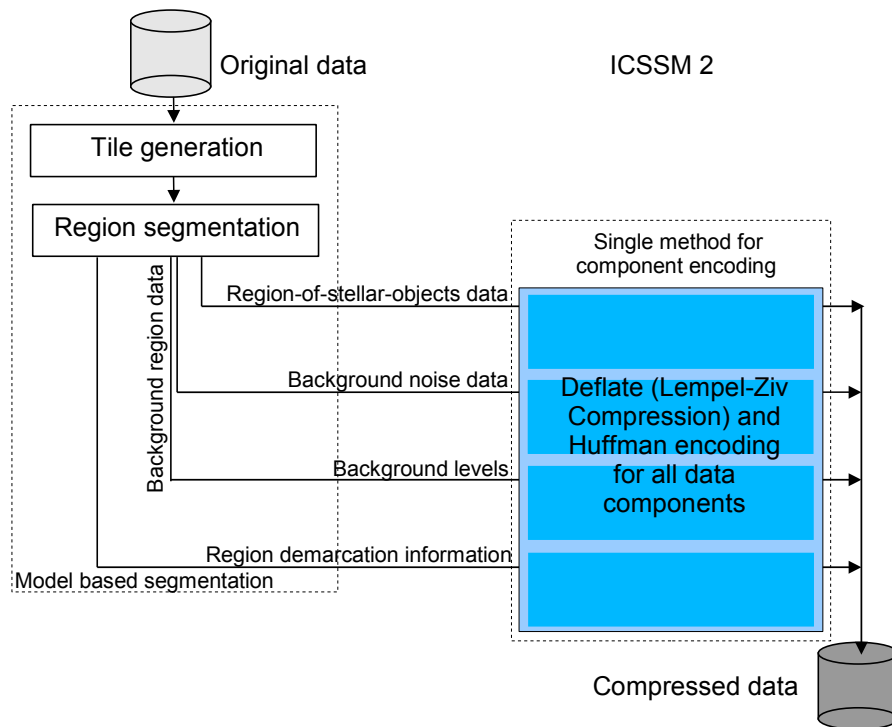 Original data
ICSSM 2
Tile generation
Region segmentation
Single method for
component encoding
Background region data
Region-of-stellar-objects data
Background noise data
Background levels
Region demarcation information
Deflate (Lempel-Ziv
Compression) and
Huffman encoding
for all data
components
Model based segmentation
Compressed data